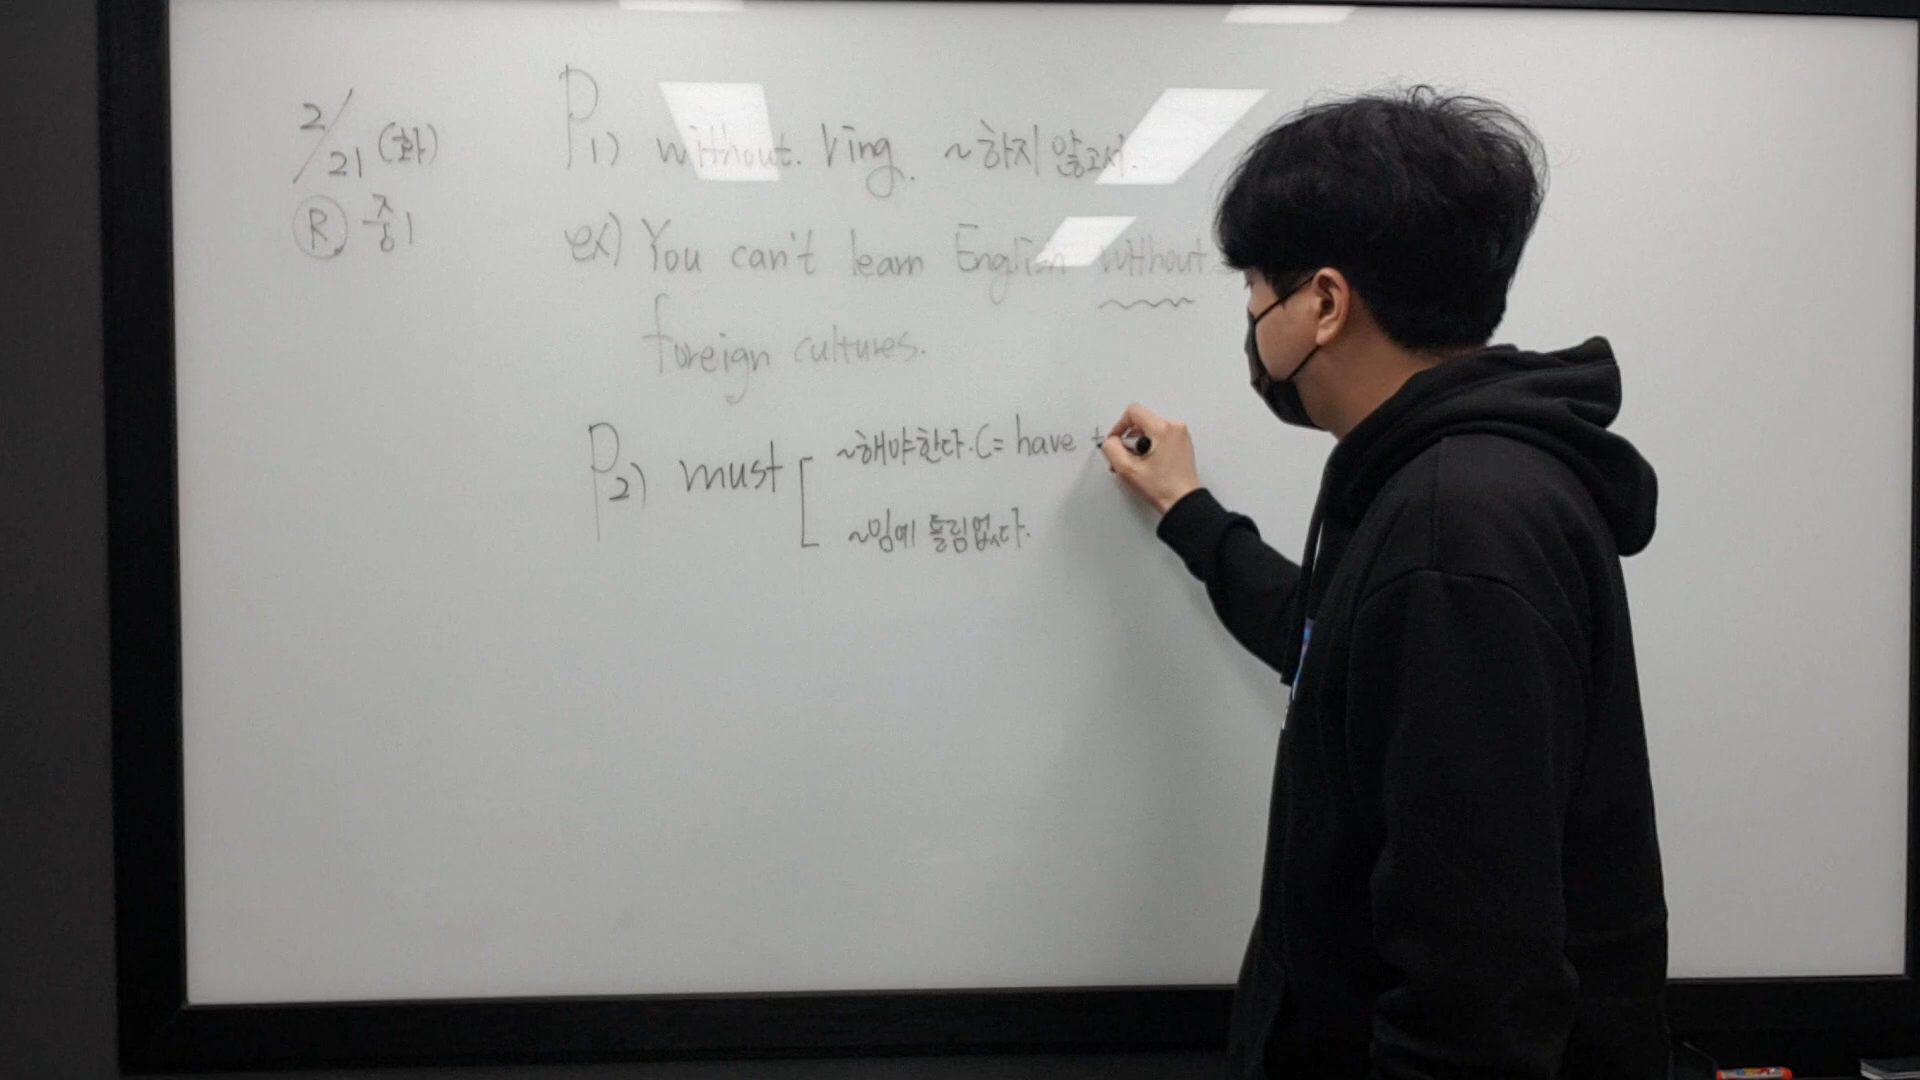 2/21 (화)
R. 중1
P1) without. Ving. ~하지 않고서.
ex) You can't learn English without
foreign cultures.
P2) must [ ~해야한다. (= have t
~임에 틀림없다.